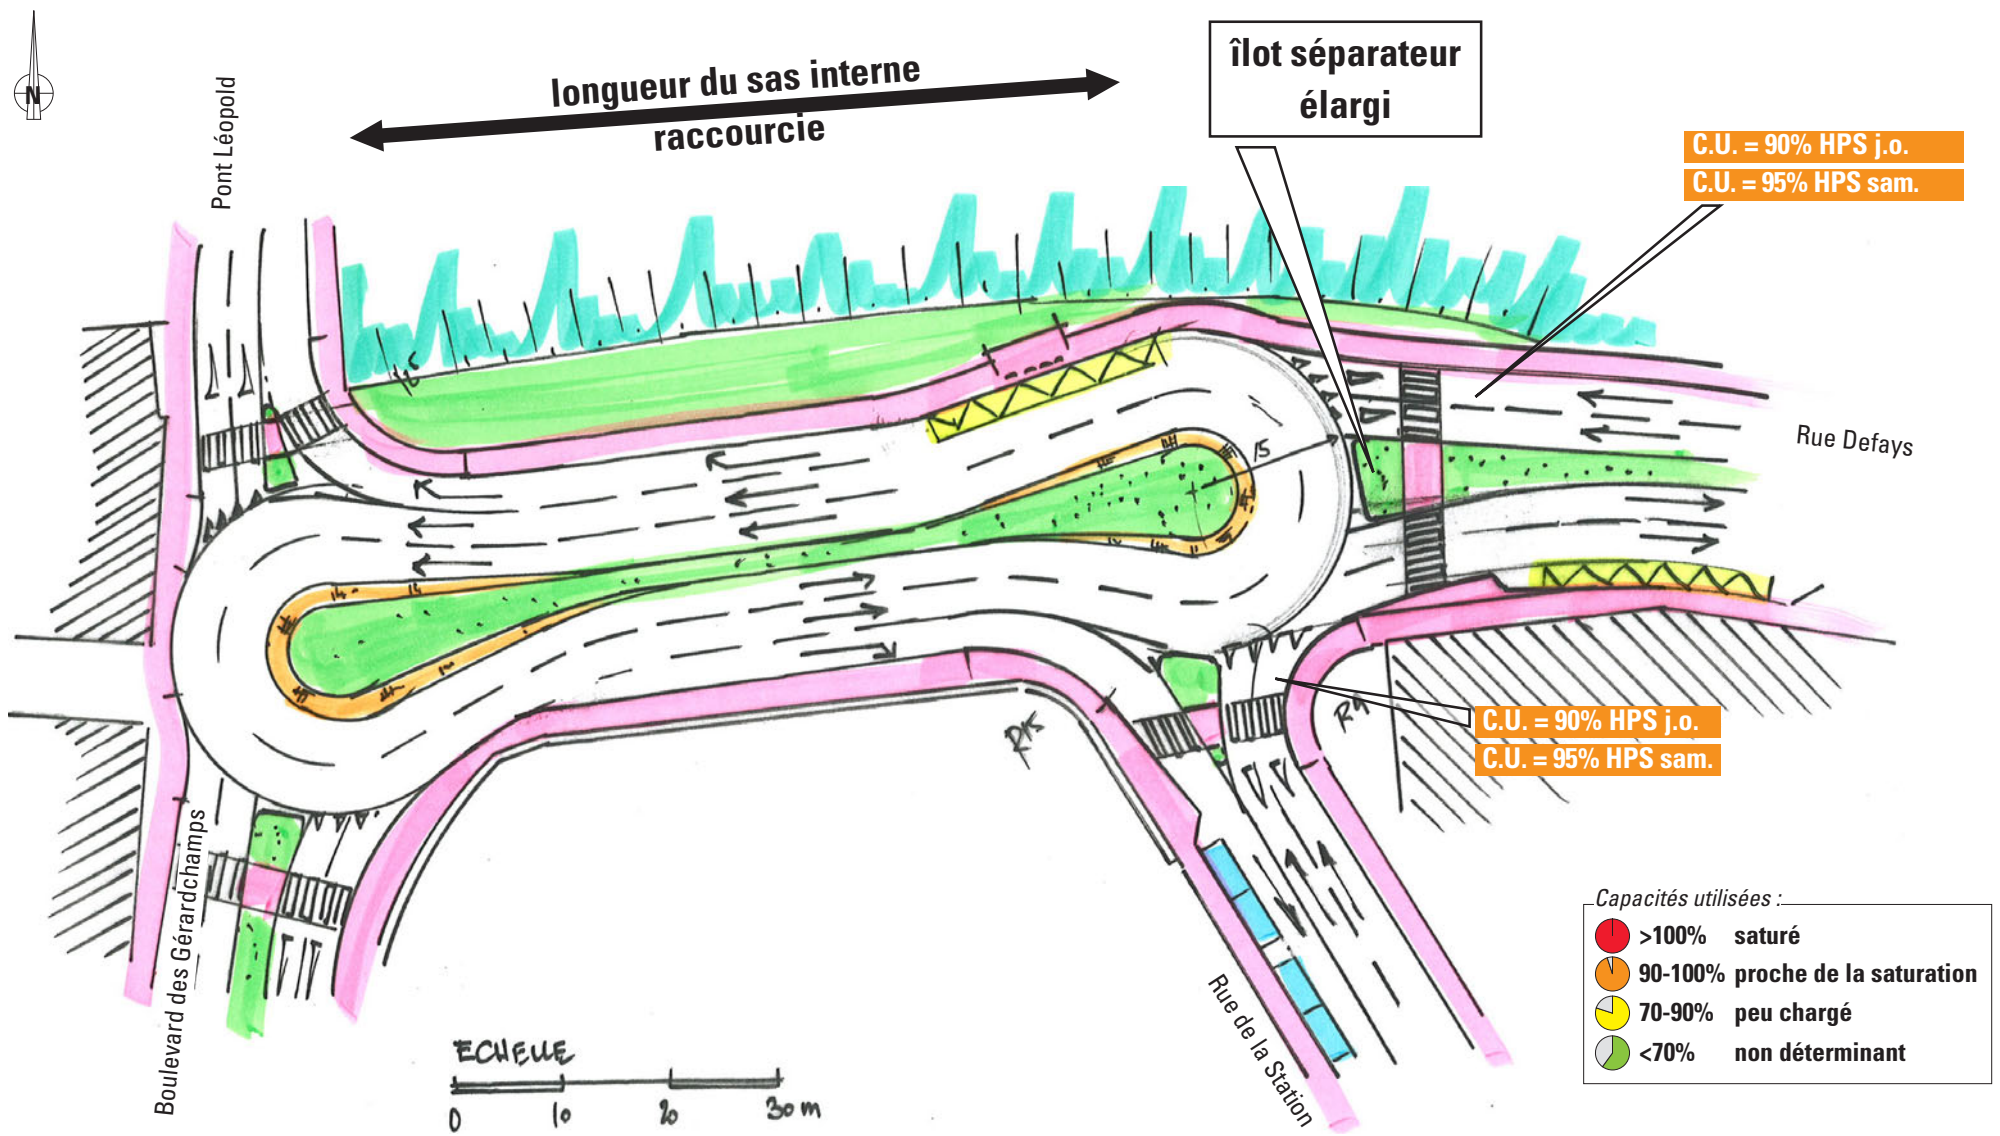 N
Pont Léopold
longueur du sas interne
raccourcie
îlot séparateur
élargi
C.U. = 90% HPS j.o.
C.U. = 95% HPS sam.
Rue Defays
15
R15
R9
C.U. = 90% HPS j.o.
C.U. = 95% HPS sam.
Boulevard des Gérardchamps
Rue de la Station
ECHELLE
0 10 20 30 m
Capacités utilisées :
>100% saturé
90-100% proche de la saturation
70-90% peu chargé
<70% non déterminant